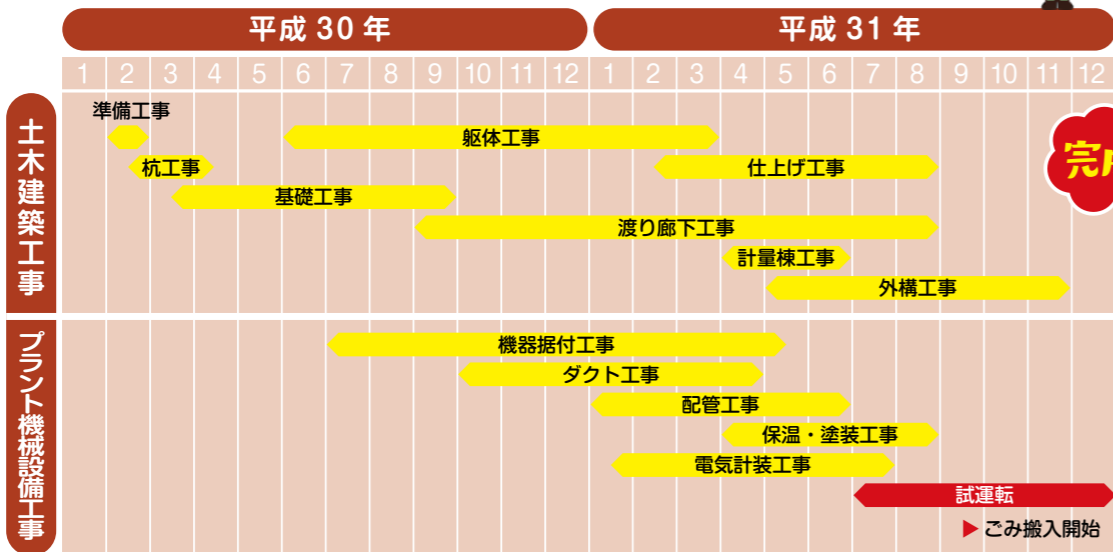 平成 30 年
平成 31 年
1 2 3 4 5 6 7 8 9 10 11 12 1 2 3 4 5 6 7 8 9 10 11 12
土木建築工事
準備工事
躯体工事
杭工事
仕上げ工事
基礎工事
渡り廊下工事
計量棟工事
外構工事
プラント機械設備工事
機器据付工事
ダクト工事
配管工事
保温・塗装工事
電気計装工事
試運転
▶ ごみ搬入開始
完